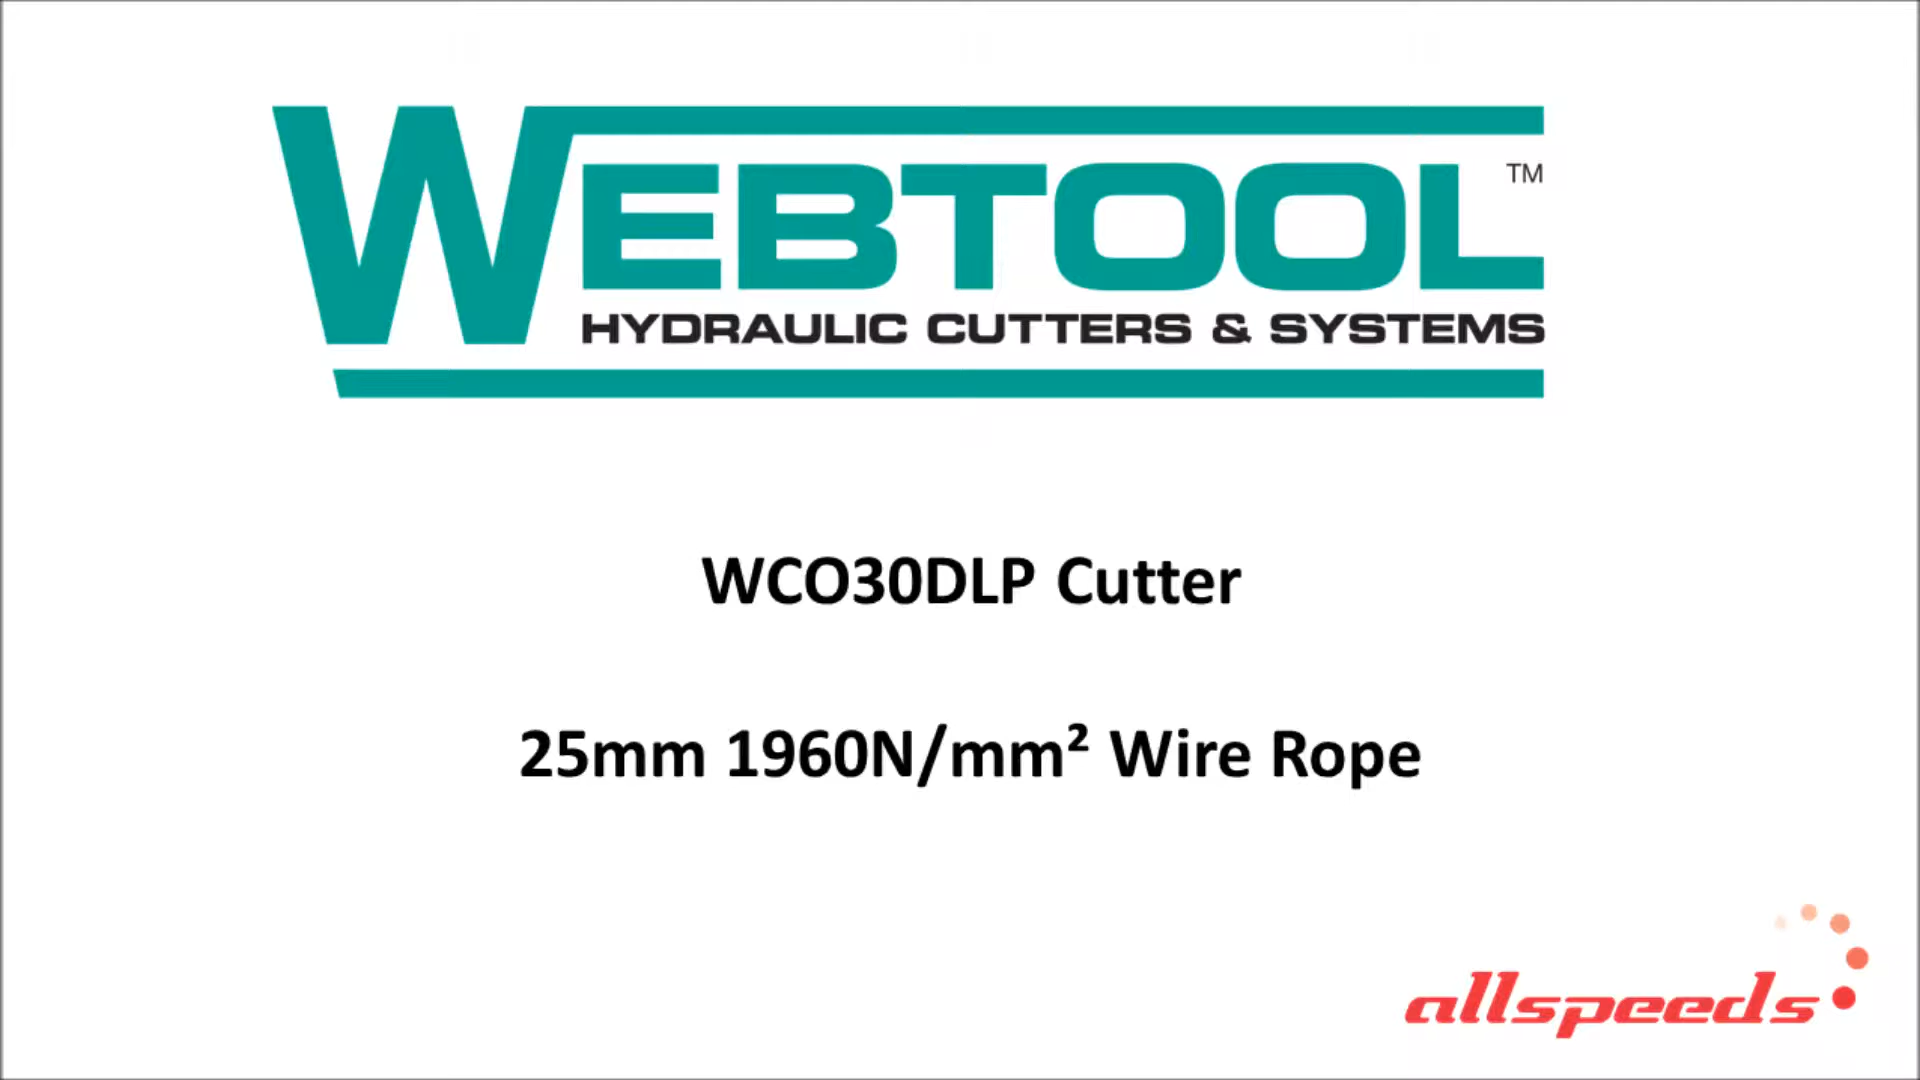 WEBTOOL™
HYDRAULIC CUTTERS & SYSTEMS
WCO30DLP Cutter
25mm 1960N/mm² Wire Rope
allspeeds